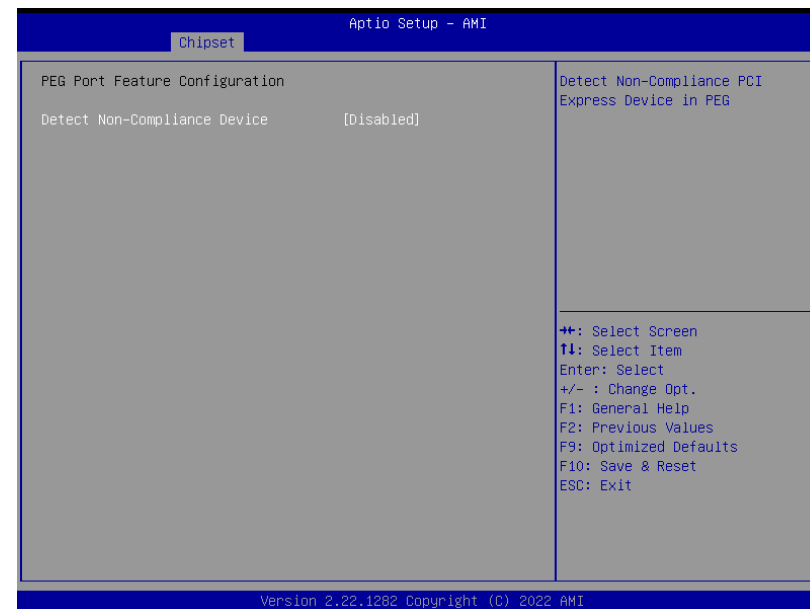 Aptio Setup – AMI
Chipset
PEG Port Feature Configuration
Detect Non-Compliance Device [Disabled]
Detect Non-Compliance PCI
Express Device in PEG
→←: Select Screen
↑↓: Select Item
Enter: Select
+/- : Change Opt.
F1: General Help
F2: Previous Values
F9: Optimized Defaults
F10: Save & Reset
ESC: Exit
Version 2.22.1282 Copyright (C) 2022 AMI